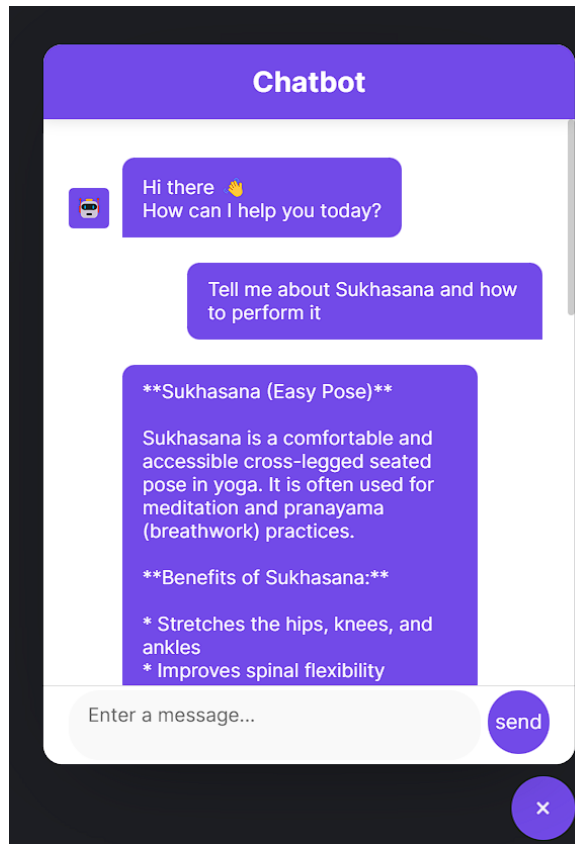 Chatbot
Hi there 👋
How can I help you today?
Tell me about Sukhasana and how
to perform it
**Sukhasana (Easy Pose)**
Sukhasana is a comfortable and
accessible cross-legged seated
pose in yoga. It is often used for
meditation and pranayama
(breathwork) practices.
**Benefits of Sukhasana:**
* Stretches the hips, knees, and
ankles
* Improves spinal flexibility
Enter a message...
send
×